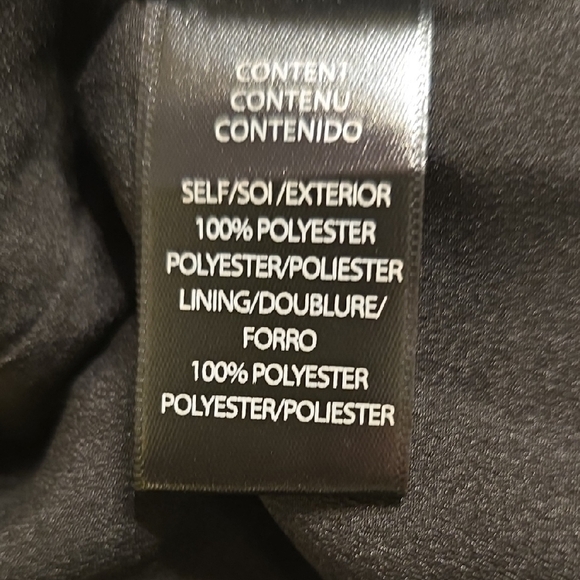 CONTENT
CONTENU
CONTENIDO
SELF/SOI/EXTERIOR
100% POLYESTER
POLYESTER/POLIESTER
LINING/DOUBLURE/
FORRO
100% POLYESTER
POLYESTER/POLIESTER